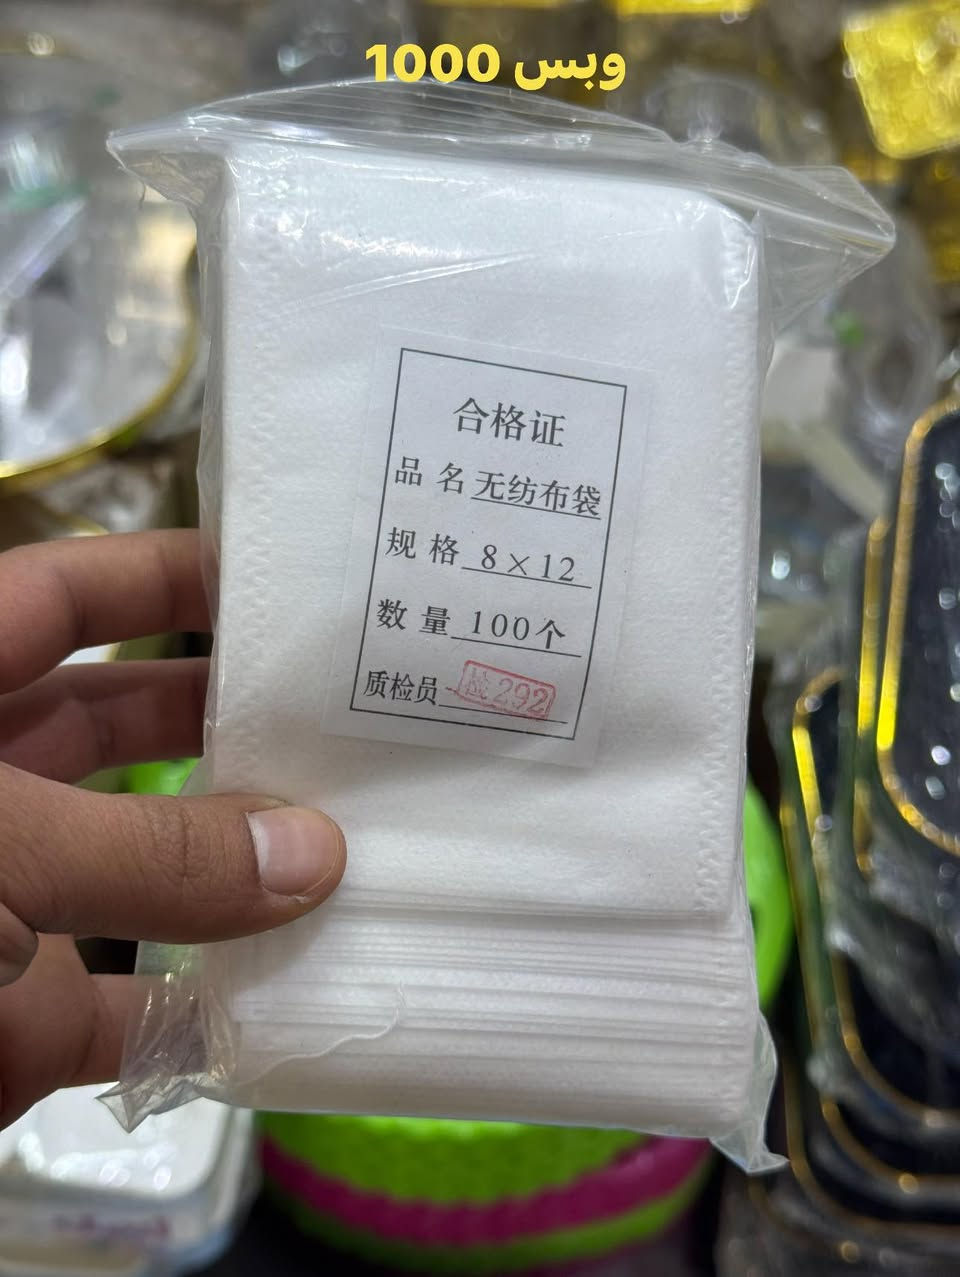 وبس 1000
合格证
品名 无纺布袋
规格 8×12
数量 100个
质检员 检292